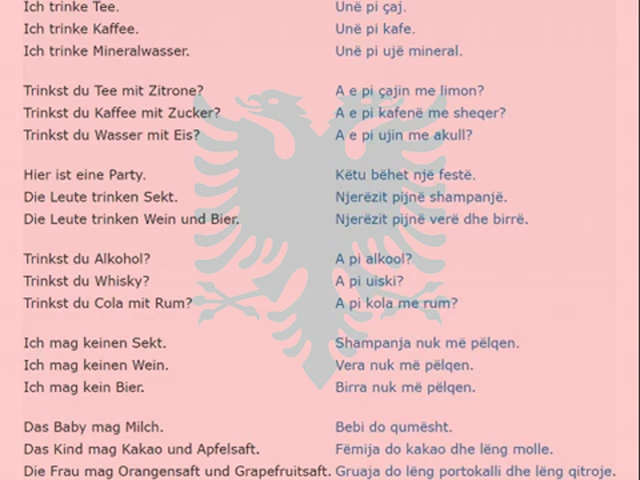 Ich trinke Tee. Unë pi çaj.
Ich trinke Kaffee. Unë pi kafe.
Ich trinke Mineralwasser. Unë pi ujë mineral.
Trinkst du Tee mit Zitrone? A e pi çajin me limon?
Trinkst du Kaffee mit Zucker? A e pi kafenë me sheqer?
Trinkst du Wasser mit Eis? A e pi ujin me akull?
Hier ist eine Party. Këtu bëhet një festë.
Die Leute trinken Sekt. Njerëzit pijnë shampanjë.
Die Leute trinken Wein und Bier. Njerëzit pijnë verë dhe birrë.
Trinkst du Alkohol? A pi alkool?
Trinkst du Whisky? A pi uiski?
Trinkst du Cola mit Rum? A pi kola me rum?
Ich mag keinen Sekt. Shampanja nuk më pëlqen.
Ich mag keinen Wein. Vera nuk më pëlqen.
Ich mag kein Bier. Birra nuk më pëlqen.
Das Baby mag Milch. Bebi do qumësht.
Das Kind mag Kakao und Apfelsaft. Fëmija do kakao dhe lëng molle.
Die Frau mag Orangensaft und Grapefruitsaft. Gruaja do lëng portokalli dhe lëng qitroje.